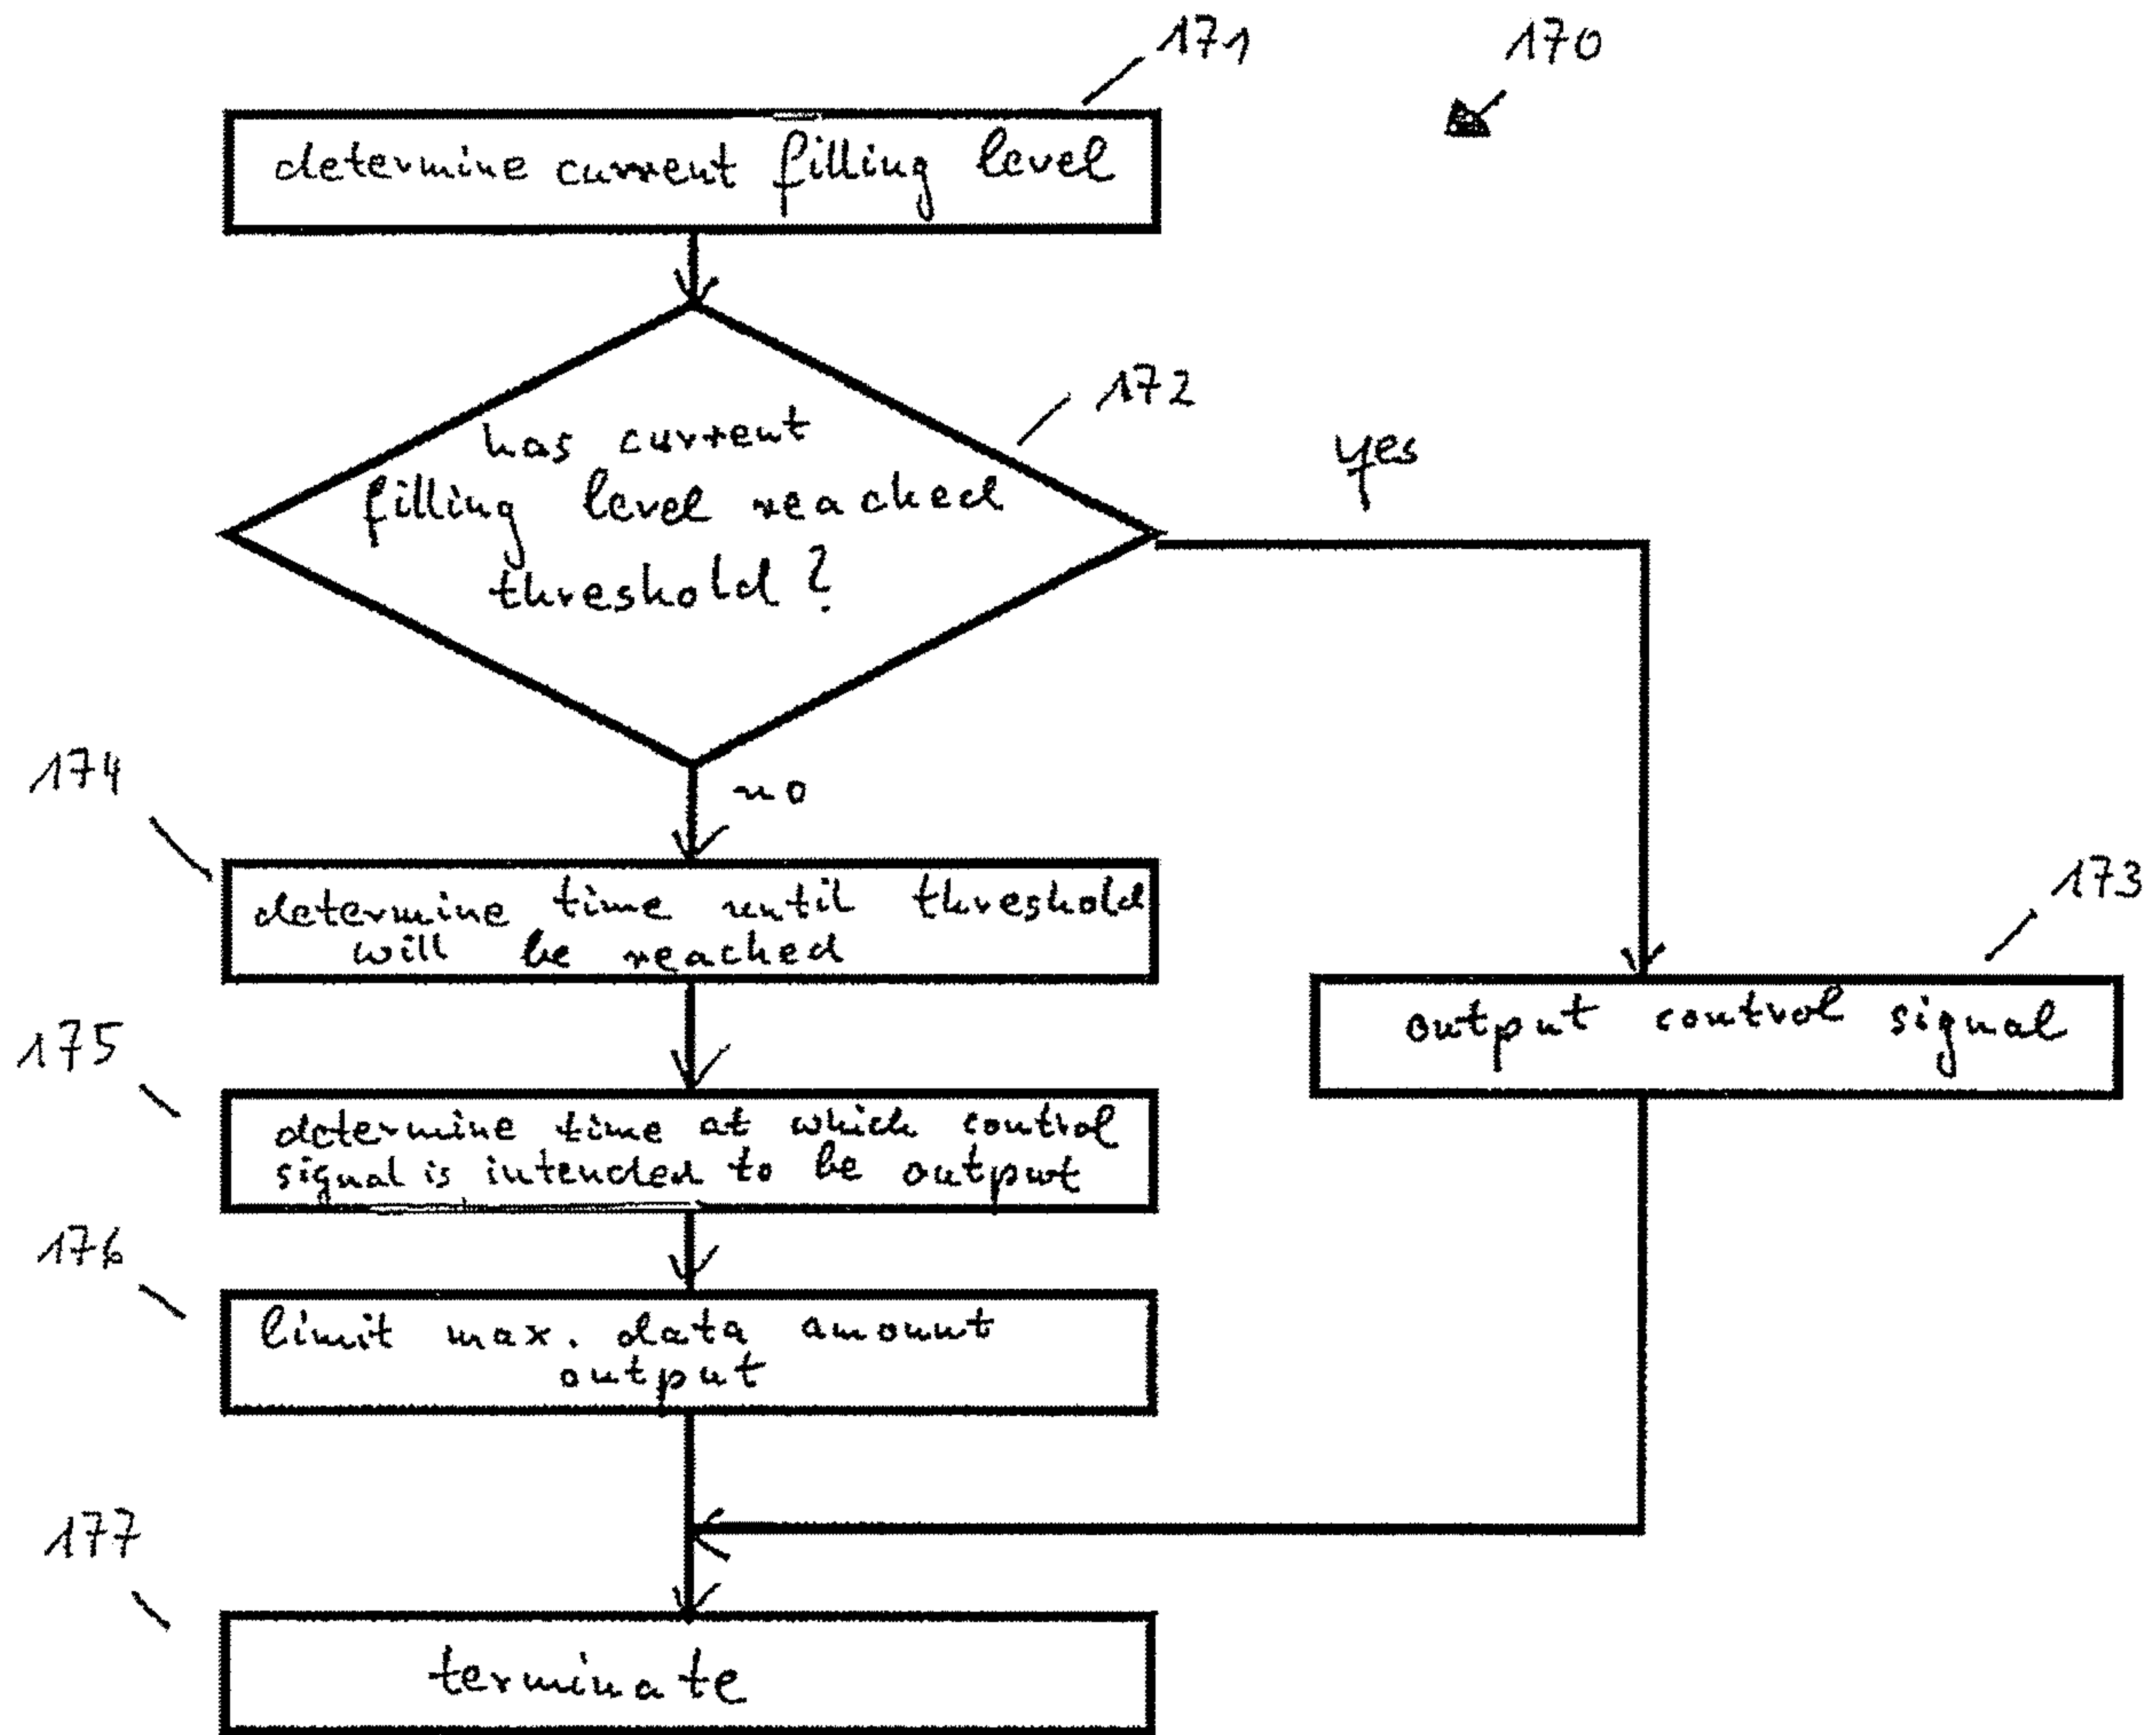 171
170
determine current filling level
172
has current
filling level reached
threshold?
yes
no
174
determine time until threshold
will be reached
173
output control signal
175
determine time at which control
signal is intended to be output
176
limit max. data amount
output
177
terminate